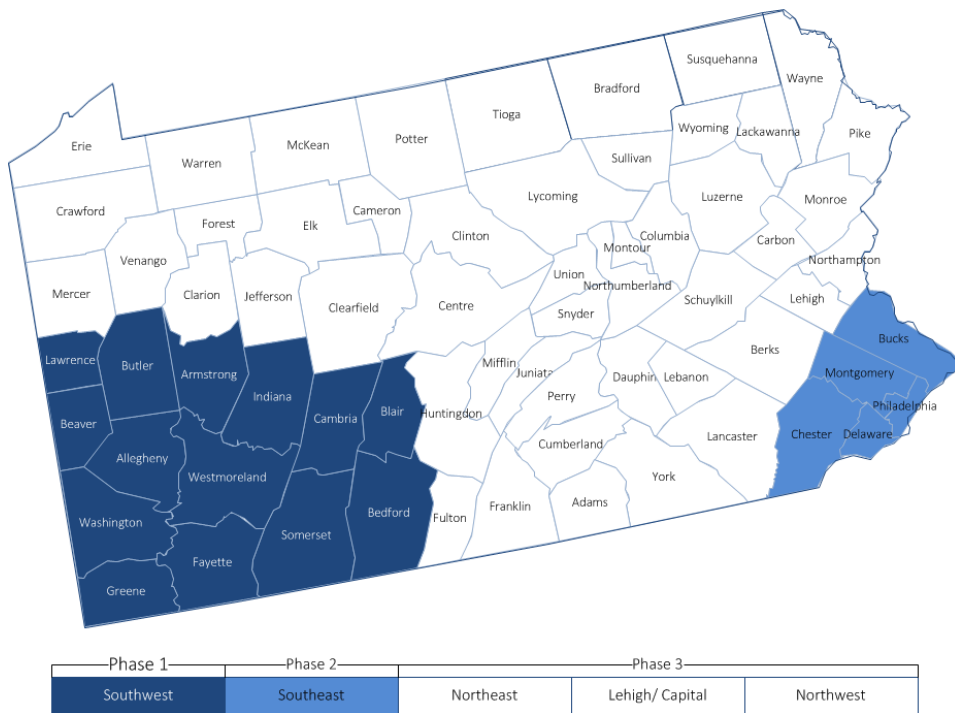 Susquehanna
Wayne
Bradford
Tioga
Wyoming
Lackawanna
Pike
McKean
Potter
Erie
Warren
Sullivan
Lycoming
Luzerne
Monroe
Crawford
Forest
Elk
Cameron
Clinton
Columbia
Montour
Carbon
Venango
Northampton
Union
Northumberland
Mercer
Clarion
Jefferson
Clearfield
Centre
Snyder
Schuylkill
Lehigh
Bucks
Lawrence
Butler
Armstrong
Mifflin
Juniata
Berks
Montgomery
Indiana
Cambria
Blair
Huntingdon
Perry
Dauphin
Lebanon
Philadelphia
Beaver
Allegheny
Cumberland
Lancaster
Chester
Delaware
Westmoreland
York
Washington
Bedford
Fulton
Franklin
Adams
Somerset
Fayette
Greene
Phase 1
Phase 2
Phase 3
Southwest
Southeast
Northeast
Lehigh/ Capital
Northwest